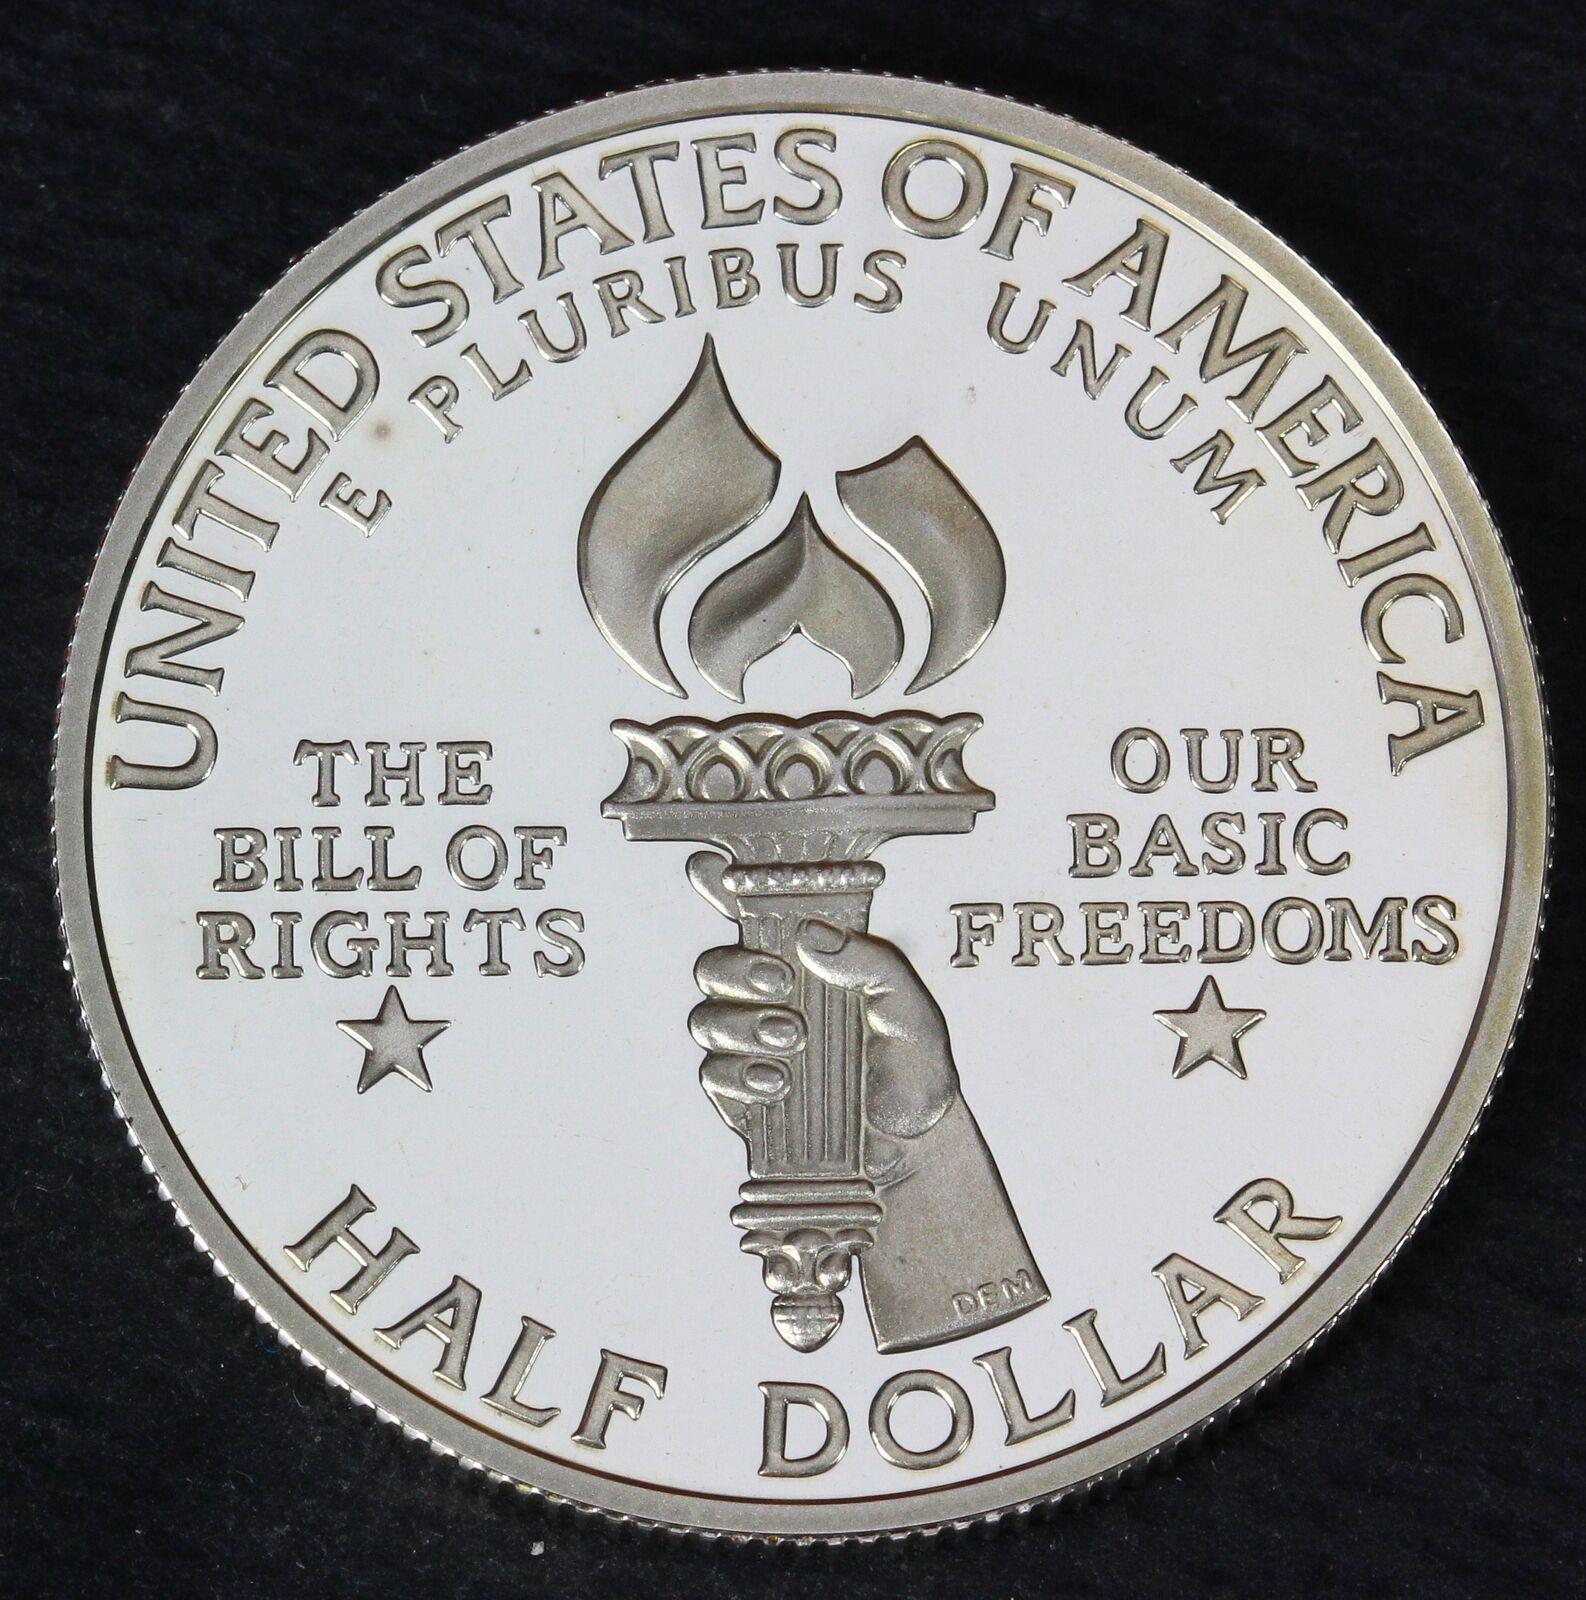 UNITED STATES OF AMERICA
E PLURIBUS UNUM
THE
BILL OF
RIGHTS
OUR
BASIC
FREEDOMS
DEM
HALF DOLLAR